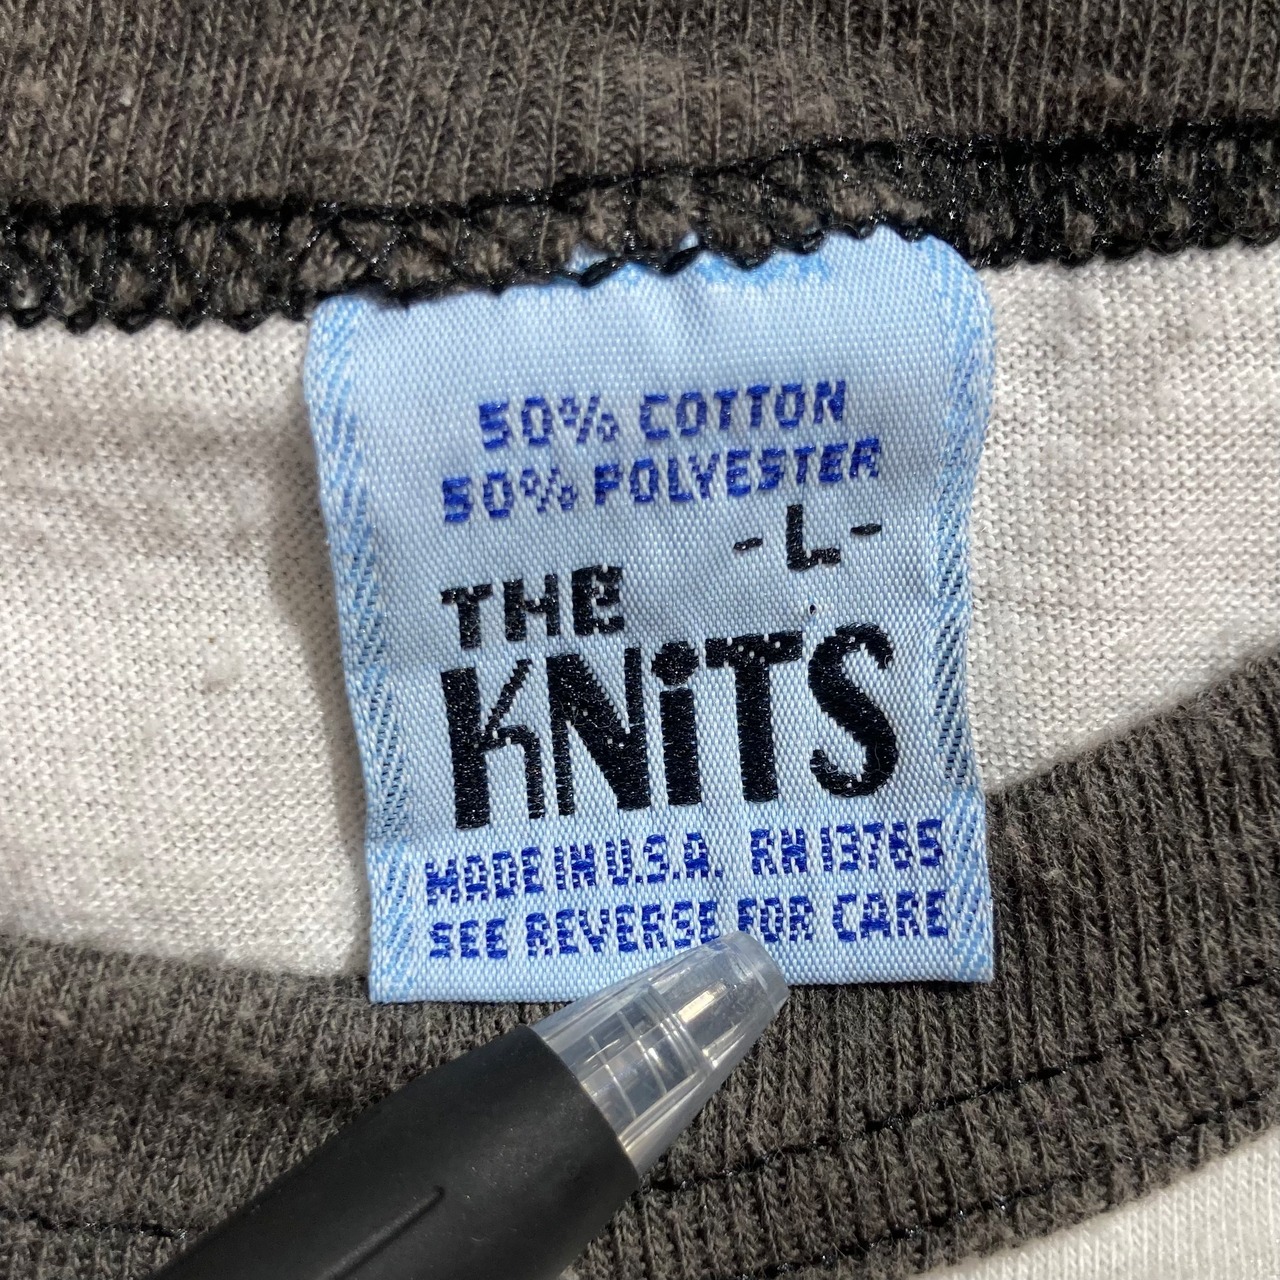 50% COTTON
50% POLYESTER
-L-
THE
KNiTS
MADE IN U.S.A. RN 13765
SEE REVERSE FOR CARE